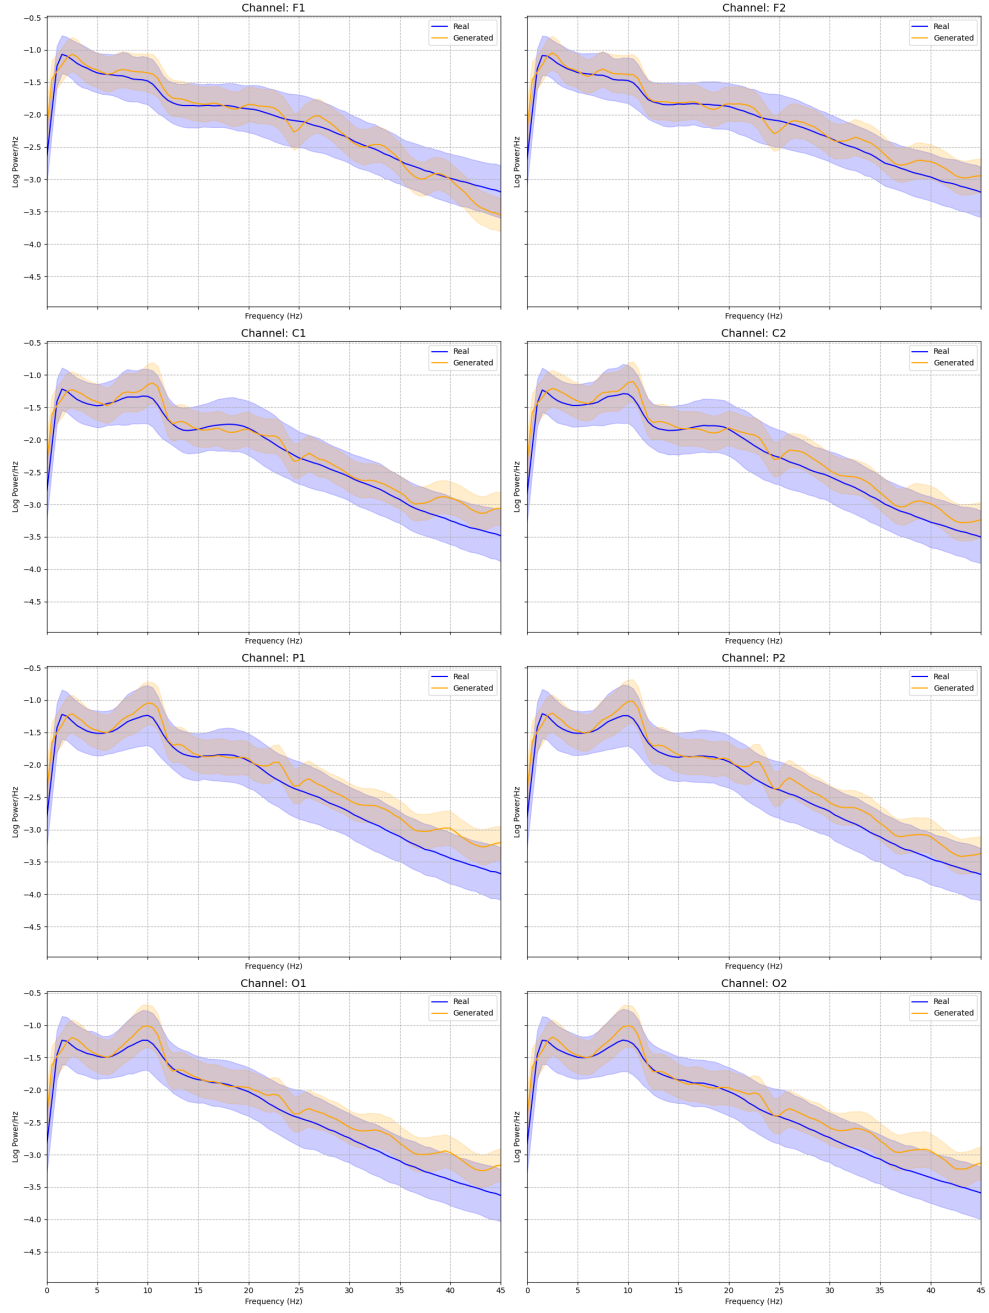 Channel: F1
Real
Generated
Log Power/Hz
−0.5
−1.0
−1.5
−2.0
−2.5
−3.0
−3.5
−4.0
−4.5
Frequency (Hz)
Channel: F2
Real
Generated
Log Power/Hz
Frequency (Hz)
Channel: C1
Real
Generated
Log Power/Hz
−0.5
−1.0
−1.5
−2.0
−2.5
−3.0
−3.5
−4.0
−4.5
Frequency (Hz)
Channel: C2
Real
Generated
Log Power/Hz
Frequency (Hz)
Channel: P1
Real
Generated
Log Power/Hz
−0.5
−1.0
−1.5
−2.0
−2.5
−3.0
−3.5
−4.0
−4.5
Frequency (Hz)
Channel: P2
Real
Generated
Log Power/Hz
Frequency (Hz)
Channel: O1
Real
Generated
Log Power/Hz
−0.5
−1.0
−1.5
−2.0
−2.5
−3.0
−3.5
−4.0
−4.5
0 5 10 15 20 25 30 35 40 45
Frequency (Hz)
Channel: O2
Real
Generated
Log Power/Hz
0 5 10 15 20 25 30 35 40 45
Frequency (Hz)